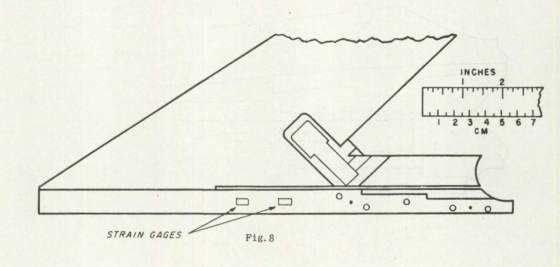 INCHES
1 2
1 2 3 4 5 6 7
CM
STRAIN GAGES
Fig. 8